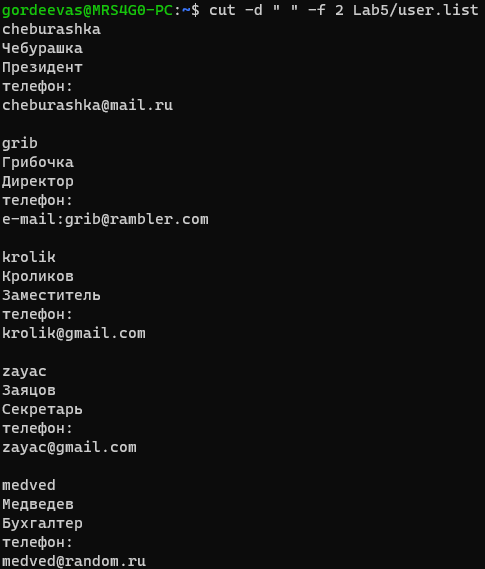 gordeevas@MRS4G0-PC:~$ cut -d " " -f 2 Lab5/user.list
cheburashka
Чебурашка
Президент
телефон:
cheburashka@mail.ru
grib
Грибочка
Директор
телефон:
e-mail:grib@rambler.com
krolik
Кроликов
Заместитель
телефон:
krolik@gmail.com
zayac
Заяцов
Секретарь
телефон:
zayac@gmail.com
medved
Медведев
Бухгалтер
телефон:
medved@random.ru